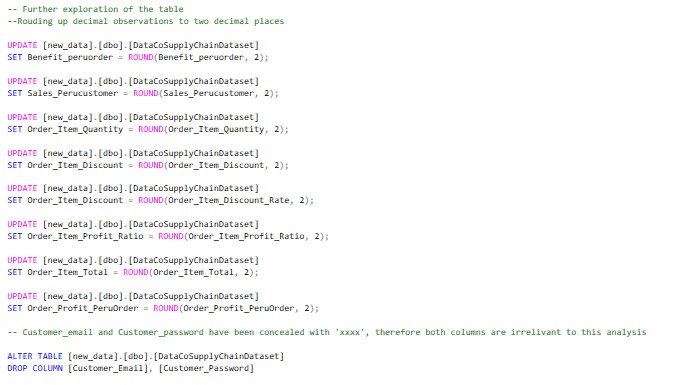 -- Further exploration of the table
--Rouding up decimal observations to two decimal places
UPDATE [new_data].[dbo].[DataCoSupplyChainDataset]
SET Benefit_peruorder = ROUND(Benefit_peruorder, 2);
UPDATE [new_data].[dbo].[DataCoSupplyChainDataset]
SET Sales_Perucustomer = ROUND(Sales_Perucustomer, 2);
UPDATE [new_data].[dbo].[DataCoSupplyChainDataset]
SET Order_Item_Quantity = ROUND(Order_Item_Quantity, 2);
UPDATE [new_data].[dbo].[DataCoSupplyChainDataset]
SET Order_Item_Discount = ROUND(Order_Item_Discount, 2);
UPDATE [new_data].[dbo].[DataCoSupplyChainDataset]
SET Order_Item_Discount = ROUND(Order_Item_Discount_Rate, 2);
UPDATE [new_data].[dbo].[DataCoSupplyChainDataset]
SET Order_Item_Profit_Ratio = ROUND(Order_Item_Profit_Ratio, 2);
UPDATE [new_data].[dbo].[DataCoSupplyChainDataset]
SET Order_Item_Total = ROUND(Order_Item_Total, 2);
UPDATE [new_data].[dbo].[DataCoSupplyChainDataset]
SET Order_Profit_PeruOrder = ROUND(Order_Profit_PeruOrder, 2);
-- Customer_email and Customer_password have been concealed with 'xxxx', therefore both columns are irrelivant to this analysis
ALTER TABLE [new_data].[dbo].[DataCoSupplyChainDataset]
DROP COLUMN [Customer_Email], [Customer_Password]